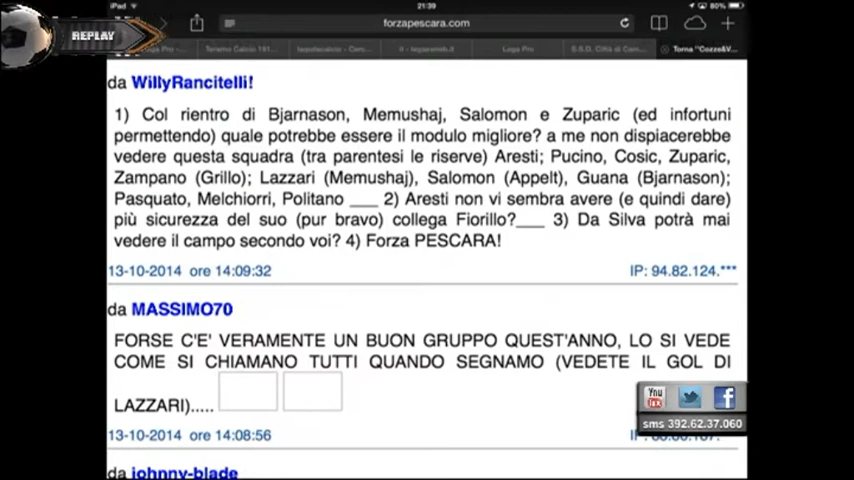 iPad
21:39
80%
REPLAY
forzapescara.com
Lega Pro
Torna "Cozze&V...
da WillyRancitelli!
1) Col rientro di Bjarnason, Memushaj, Salomon e Zuparic (ed infortuni
permettendo) quale potrebbe essere il modulo migliore? a me non dispiacerebbe
vedere questa squadra (tra parentesi le riserve) Aresti; Pucino, Cosic, Zuparic,
Zampano (Grillo); Lazzari (Memushaj), Salomon (Appelt), Guana (Bjarnason);
Pasquato, Melchiorri, Politano ___ 2) Aresti non vi sembra avere (e quindi dare)
più sicurezza del suo (pur bravo) collega Fiorillo?___ 3) Da Silva potrà mai
vedere il campo secondo voi? 4) Forza PESCARA!
13-10-2014 ore 14:09:32 IP: 94.82.124.***
da MASSIMO70
FORSE C'E' VERAMENTE UN BUON GRUPPO QUEST'ANNO, LO SI VEDE
COME SI CHIAMANO TUTTI QUANDO SEGNAMO (VEDETE IL GOL DI
LAZZARI).....
You
sms 392.62.37.060
13-10-2014 ore 14:08:56
da johnny-blade